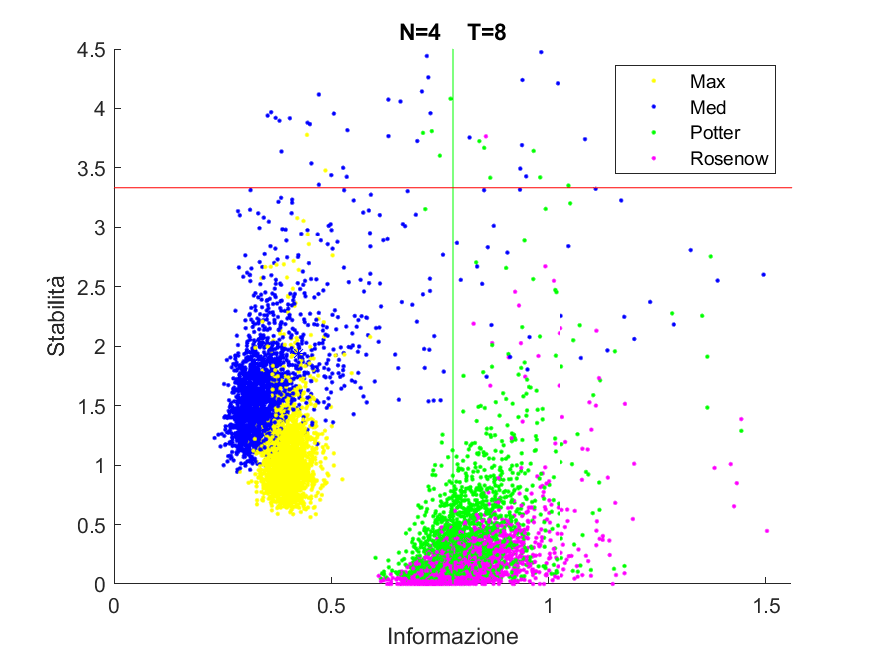 N=4 T=8
4.5
4
3.5
3
2.5
2
1.5
1
0.5
0
Stabilità
Max
Med
Potter
Rosenow
0 0.5 1 1.5
Informazione